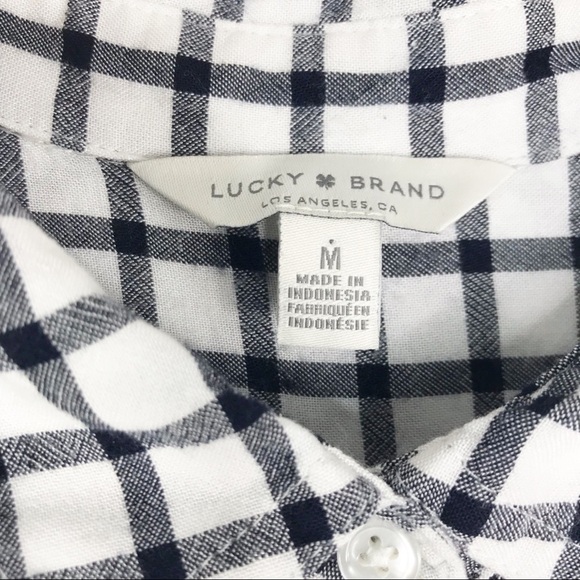 LUCKY ☘ BRAND
LOS ANGELES, CA
M
MADE IN
INDONESIA
FABRIQUÉ EN
INDONÉSIE